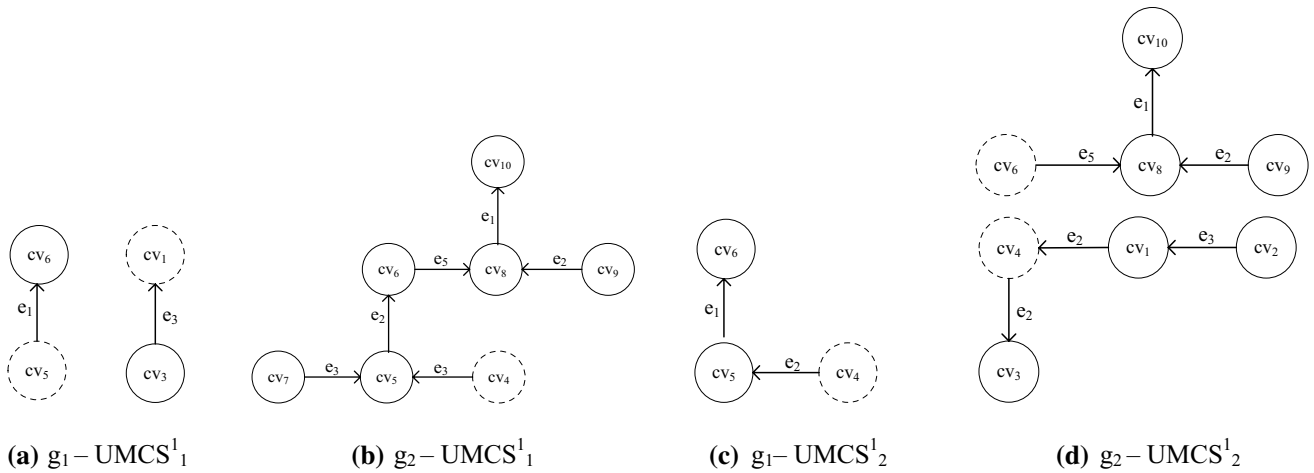 cv₆
cv₁
e₁
e₃
cv₅
cv₃
(a) g₁ – UMCS¹₁
cv₁₀
e₁
cv₆
e₅
cv₈
e₂
cv₉
e₂
cv₇
e₃
cv₅
e₃
cv₄
(b) g₂ – UMCS¹₁
cv₆
e₁
cv₅
e₂
cv₄
(c) g₁– UMCS¹₂
cv₁₀
e₁
cv₆
e₅
cv₈
e₂
cv₉
cv₄
e₂
cv₁
e₃
cv₂
e₂
cv₃
(d) g₂ – UMCS¹₂